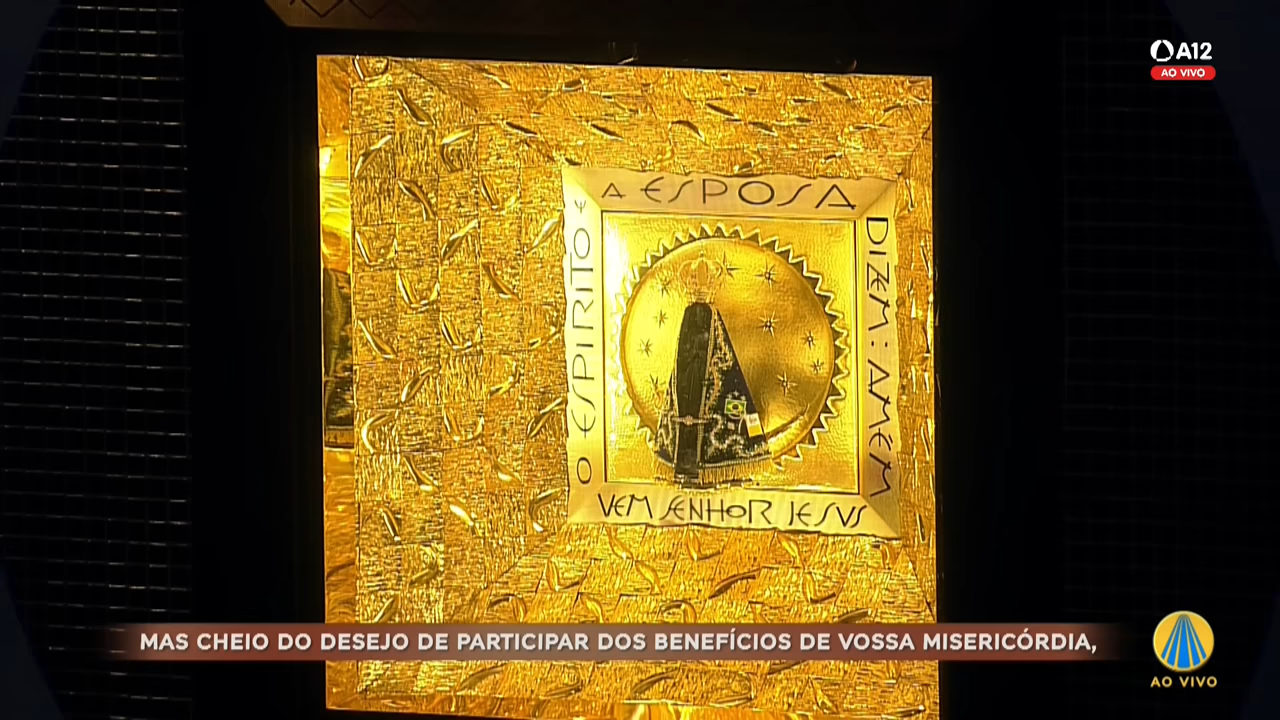 A12
AO VIVO
O ESPIRITO E
A ESPOSA
DIZEM: AMÉM
VEM SENHOR JESUS
MAS CHEIO DO DESEJO DE PARTICIPAR DOS BENEFÍCIOS DE VOSSA MISERICÓRDIA,
AO VIVO